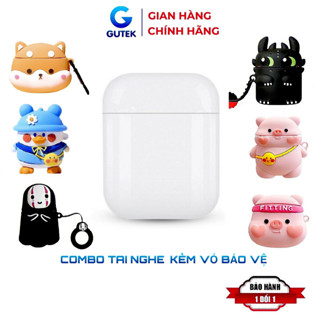 GUTEK
GIAN HÀNG
CHÍNH HÃNG
FITTING
COMBO TAI NGHE KÈM VỎ BẢO VỆ
BẢO HÀNH
1 ĐỔI 1